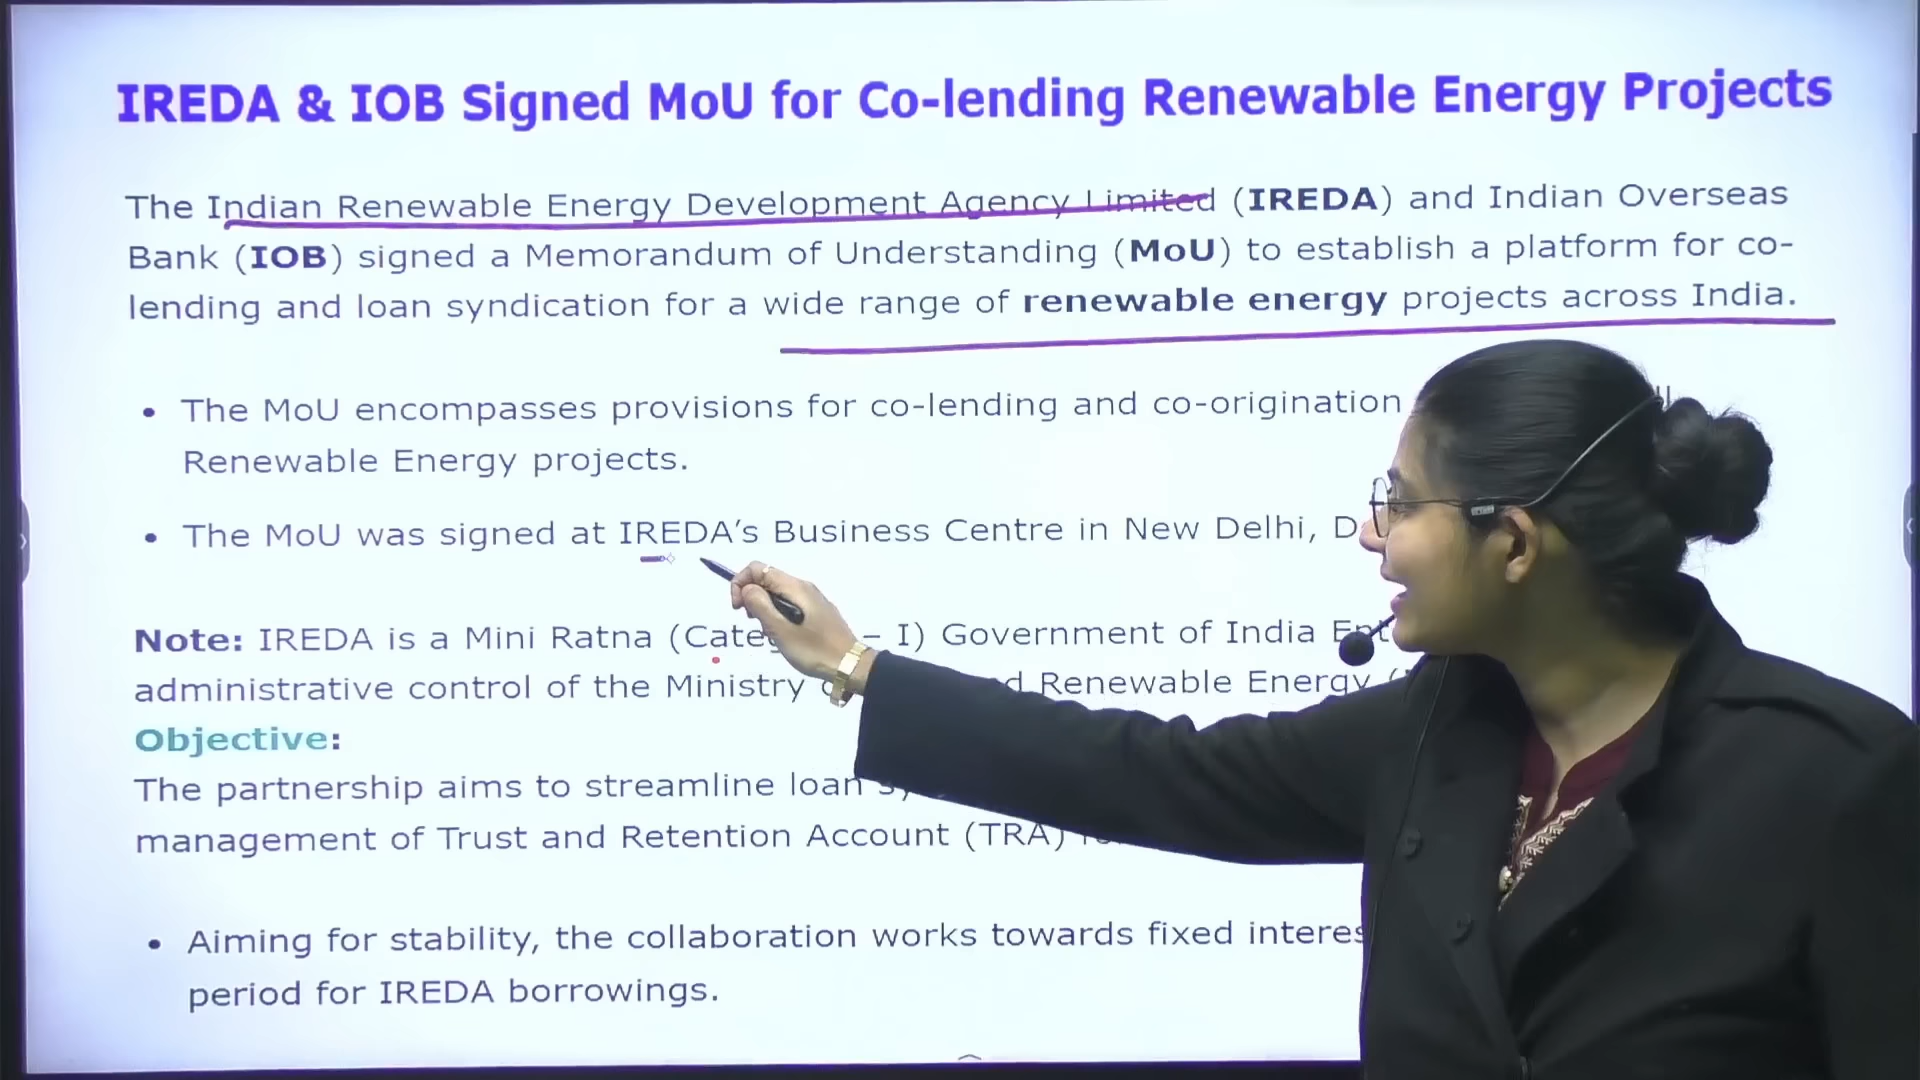 IREDA & IOB Signed MoU for Co-lending Renewable Energy Projects
The Indian Renewable Energy Development Agency Limited (IREDA) and Indian Overseas
Bank (IOB) signed a Memorandum of Understanding (MoU) to establish a platform for co-
lending and loan syndication for a wide range of renewable energy projects across India.
• The MoU encompasses provisions for co-lending and co-origination
Renewable Energy projects.
• The MoU was signed at IREDA’s Business Centre in New Delhi,
Note: IREDA is a Mini Ratna ( – I) Government of India
administrative control of the Ministry Renewable Energy
Objective:
The partnership aims to streamline loan
management of Trust and Retention Account (TRA)
• Aiming for stability, the collaboration works towards fixed
period for IREDA borrowings.